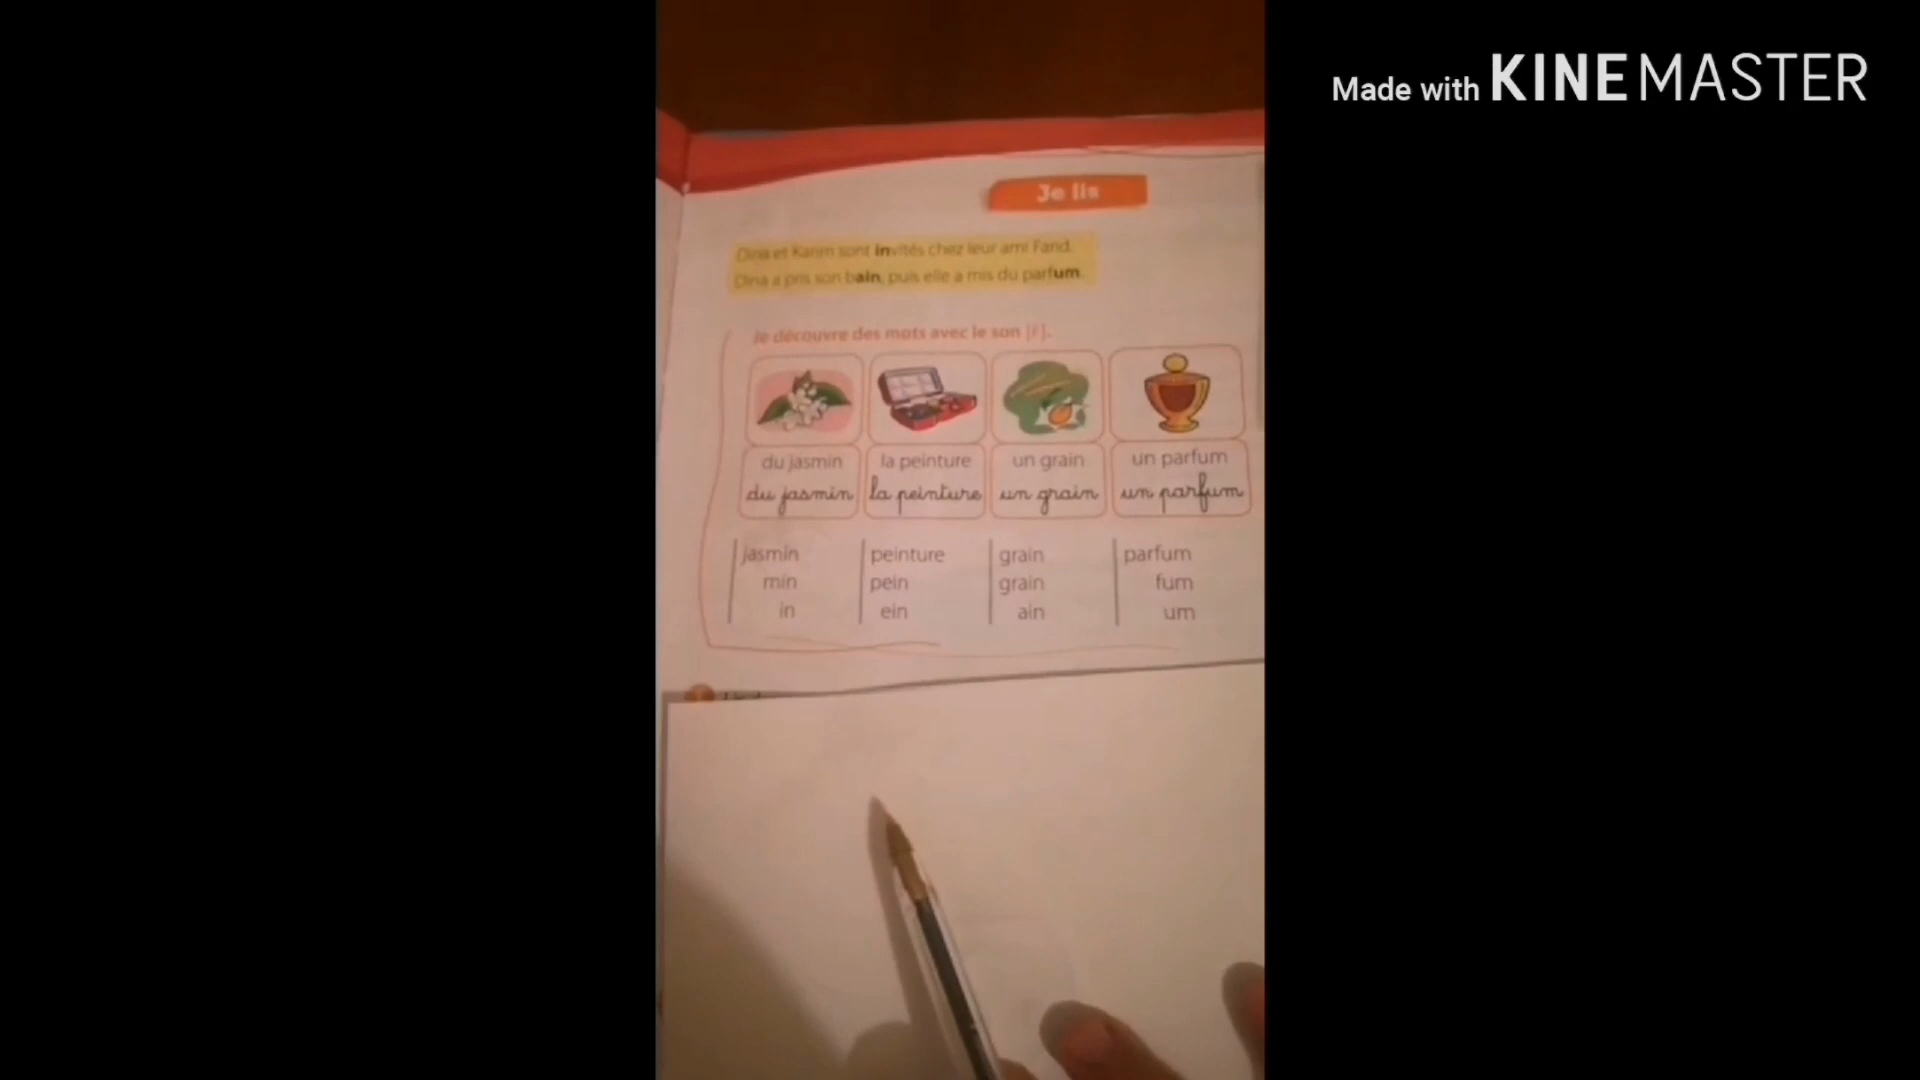 Made with KINEMASTER
Je lis
Dina et Karim sont invités chez leur ami Farid.
Dina a pris son bain, puis elle a mis du parfum.
Je découvre des mots avec le son [ɛ̃].
du jasmin la peinture un grain un parfum
du jasmin la peinture un grain un parfum
jasmin peinture grain parfum
min pein grain fum
in ein ain um